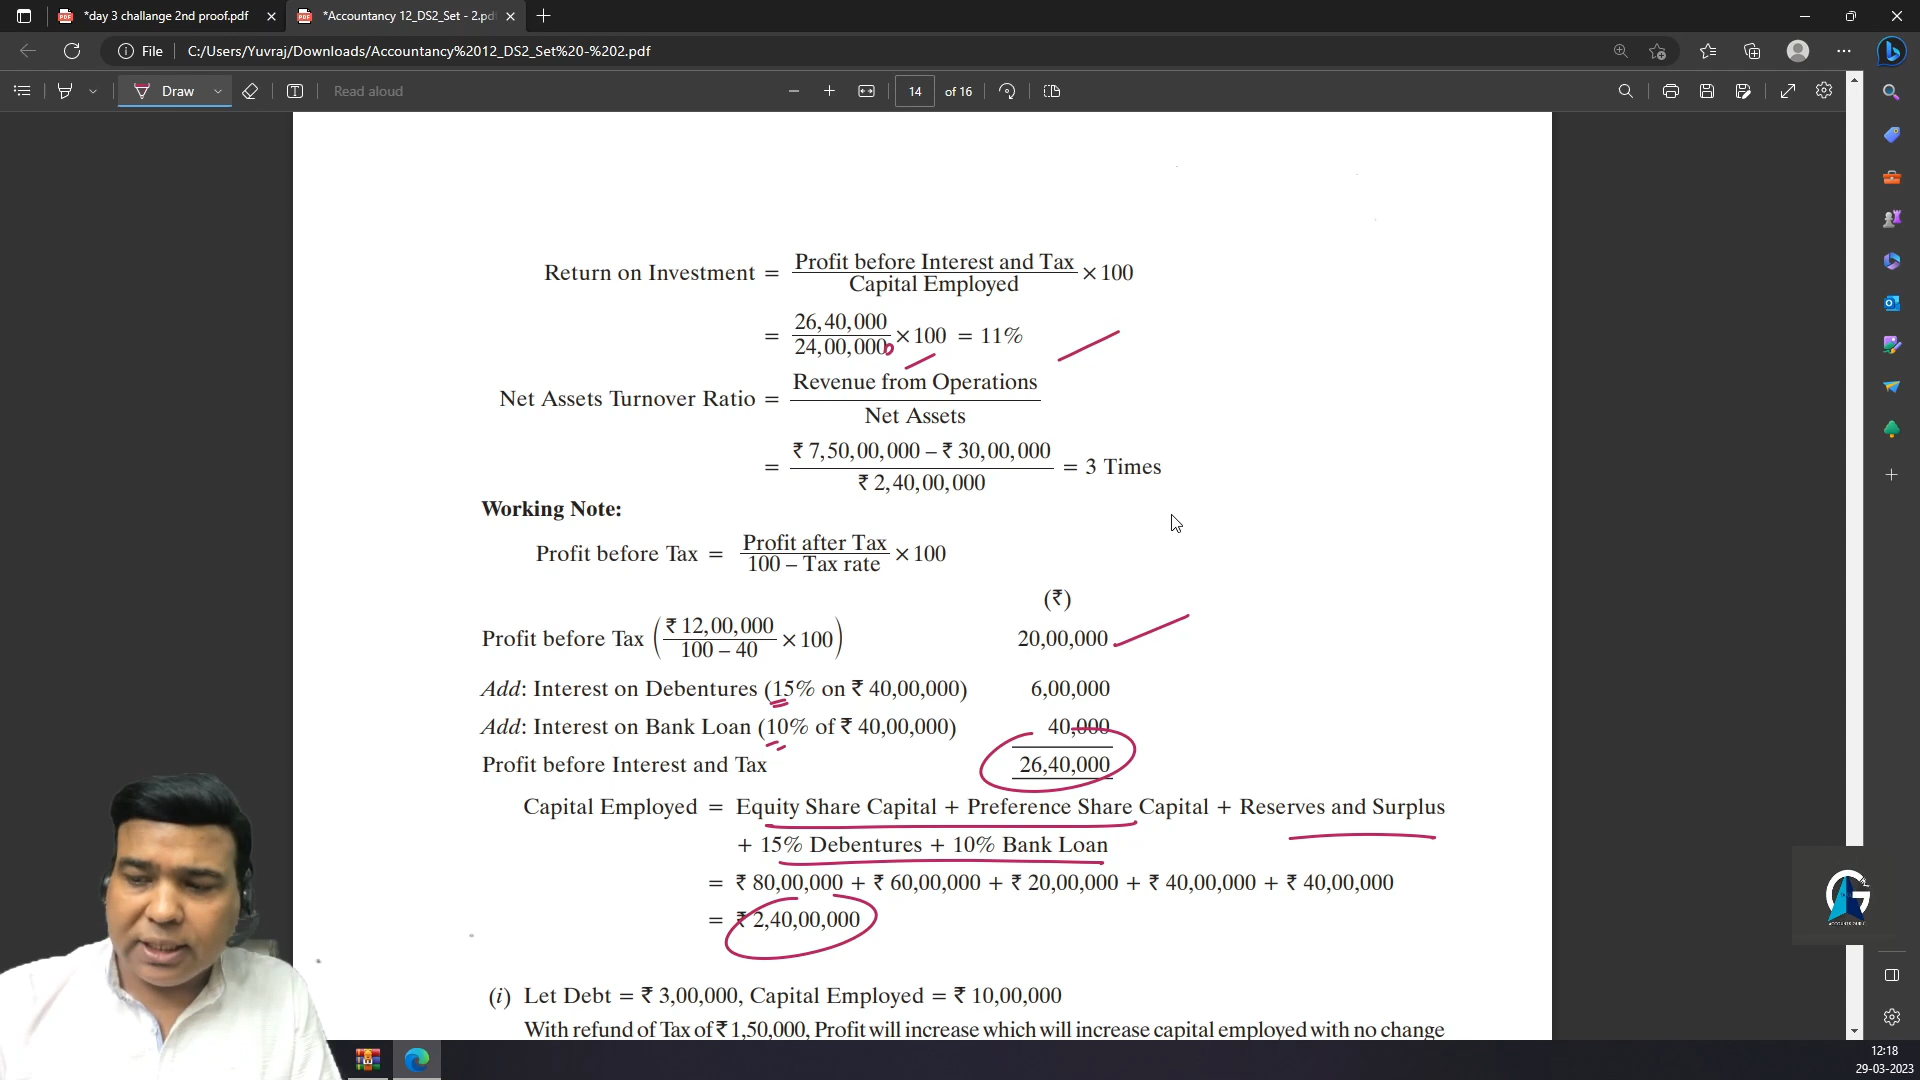 *day 3 challange 2nd proof.pdf
*Accountancy 12_DS2_Set - 2.pdf
File
C:/Users/Yuvraj/Downloads/Accountancy%2012_DS2_Set%20-%202.pdf
Draw
Read aloud
14 of 16
Return on Investment = Profit before Interest and Tax / Capital Employed × 100
= 26,40,000 / 24,00,0000 × 100 = 11%
Net Assets Turnover Ratio = Revenue from Operations / Net Assets
= ₹ 7,50,00,000 – ₹ 30,00,000 / ₹ 2,40,00,000 = 3 Times
Working Note:
Profit before Tax = Profit after Tax / 100 – Tax rate × 100
(₹)
Profit before Tax (₹ 12,00,000 / 100 – 40 × 100) 20,00,000
Add: Interest on Debentures (15% on ₹ 40,00,000) 6,00,000
Add: Interest on Bank Loan (10% of ₹ 40,00,000) 40,000
Profit before Interest and Tax 26,40,000
Capital Employed = Equity Share Capital + Preference Share Capital + Reserves and Surplus
+ 15% Debentures + 10% Bank Loan
= ₹ 80,00,000 + ₹ 60,00,000 + ₹ 20,00,000 + ₹ 40,00,000 + ₹ 40,00,000
= ₹ 2,40,00,000
(i) Let Debt = ₹ 3,00,000, Capital Employed = ₹ 10,00,000
With refund of Tax of ₹ 1,50,000, Profit will increase which will increase capital employed with no change
12:18
29-03-2023